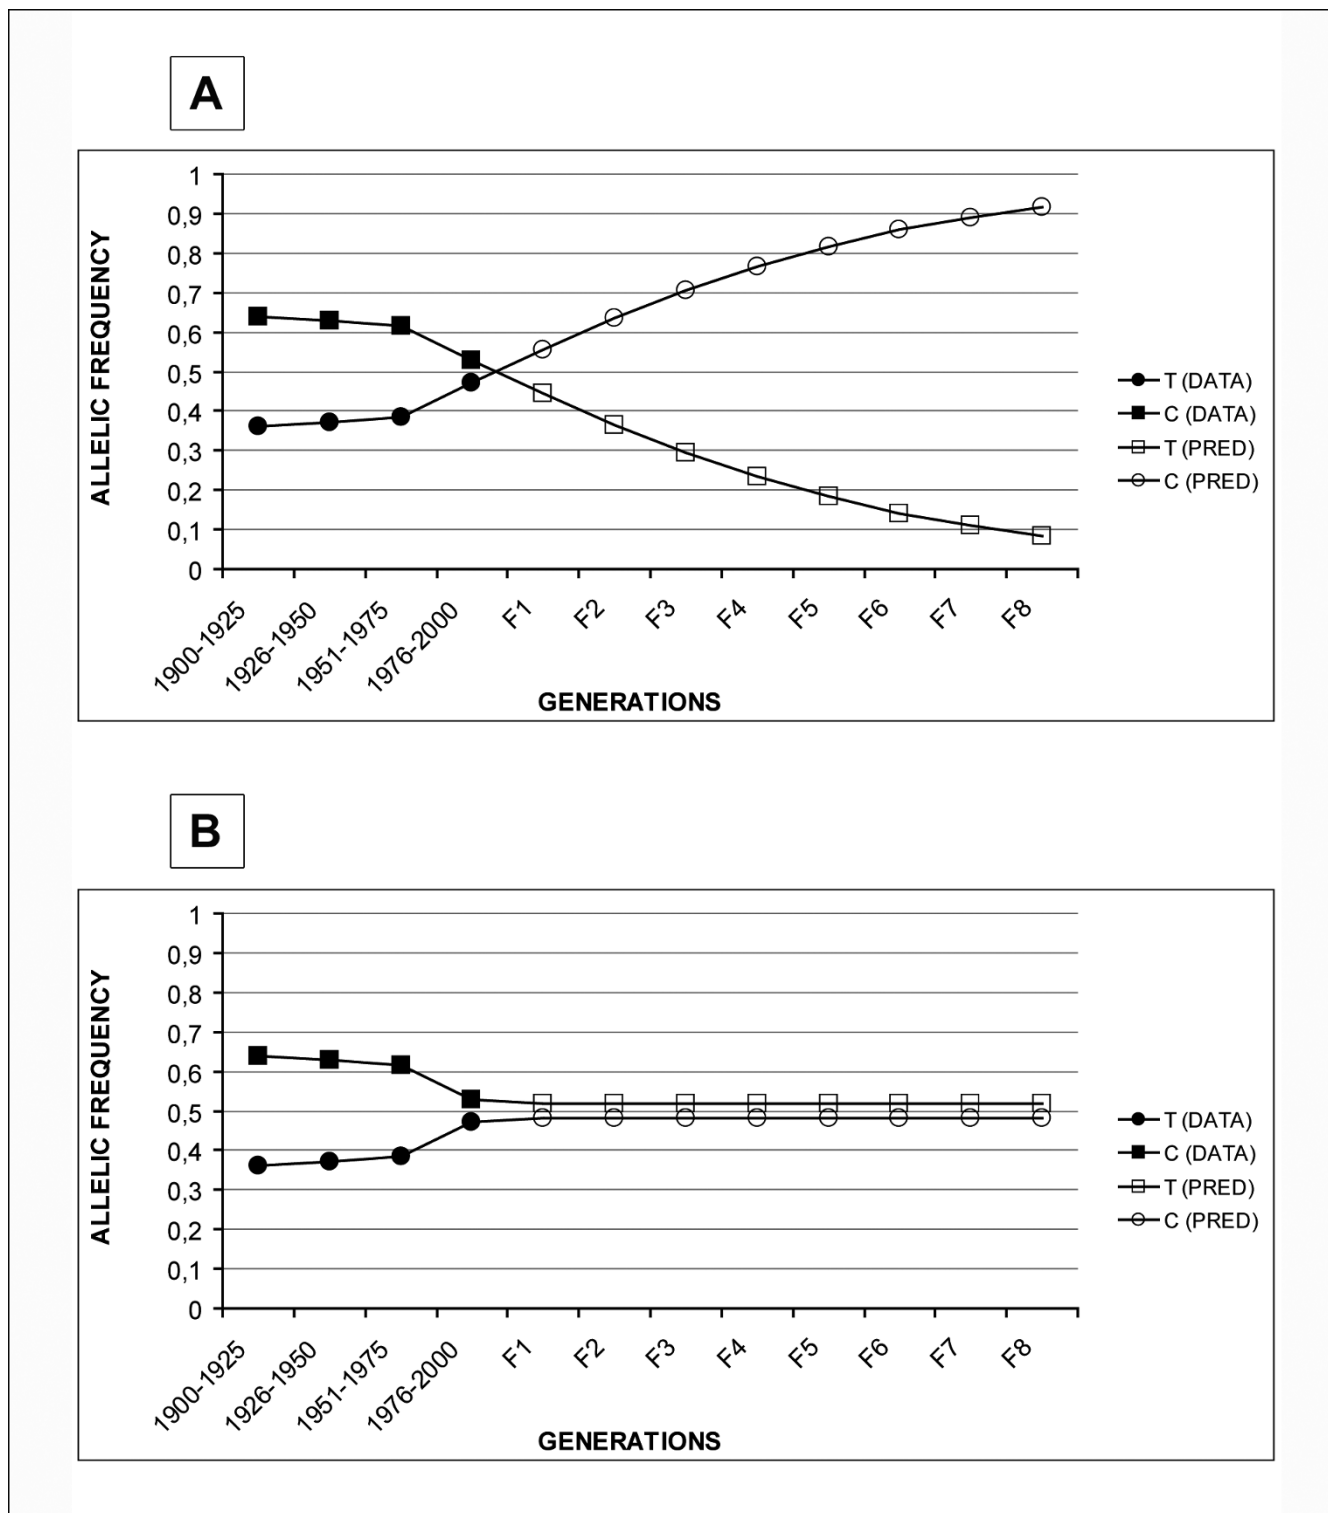 A
ALLELIC FREQUENCY
1
0,9
0,8
0,7
0,6
0,5
0,4
0,3
0,2
0,1
0
1900-1925
1926-1950
1951-1975
1976-2000
F1
F2
F3
F4
F5
F6
F7
F8
GENERATIONS
T (DATA)
C (DATA)
T (PRED)
C (PRED)
B
ALLELIC FREQUENCY
1
0,9
0,8
0,7
0,6
0,5
0,4
0,3
0,2
0,1
0
1900-1925
1926-1950
1951-1975
1976-2000
F1
F2
F3
F4
F5
F6
F7
F8
GENERATIONS
T (DATA)
C (DATA)
T (PRED)
C (PRED)